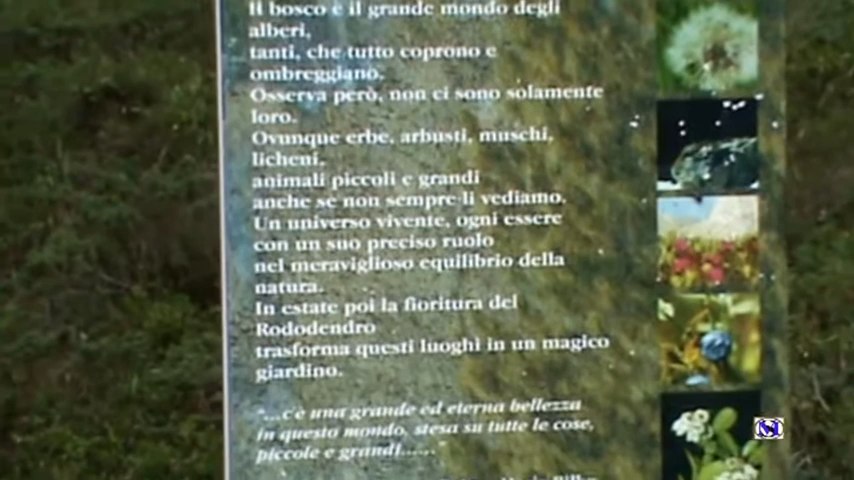 Il bosco è il grande mondo degli
alberi,
tanti, che tutto coprono e
ombreggiano.
Osserva però, non ci sono solamente
loro.
Ovunque erbe, arbusti, muschi,
licheni,
animali piccoli e grandi
anche se non sempre li vediamo.
Un universo vivente, ogni essere
con un suo preciso ruolo
nel meraviglioso equilibrio della
natura.
In estate poi la fioritura del
Rododendro
trasforma questi luoghi in un magico
giardino.
"...c'è una grande ed eterna bellezza
in questo mondo, stesa su tutte le cose,
piccole e grandi......"